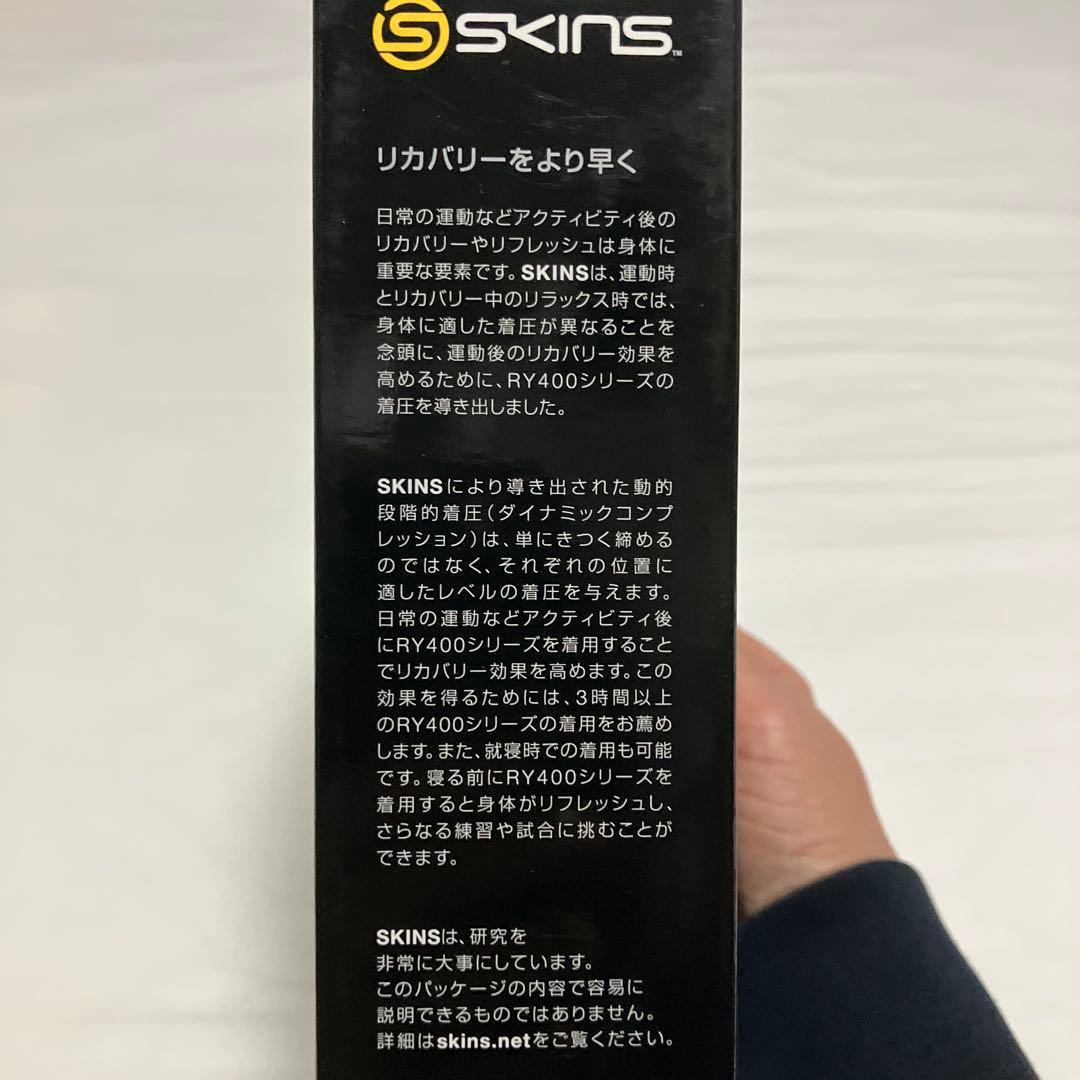 S SKINS™
リカバリーをより早く
日常の運動などアクティビティ後の
リカバリーやリフレッシュは身体に
重要な要素です。SKINSは、運動時
とリカバリー中のリラックス時では、
身体に適した着圧が異なることを
念頭に、運動後のリカバリー効果を
高めるために、RY400シリーズの
着圧を導き出しました。
SKINSにより導き出された動的
段階的着圧(ダイナミックコンプ
レッション)は、単にきつく締める
のではなく、それぞれの位置に
適したレベルの着圧を与えます。
日常の運動などアクティビティ後
にRY400シリーズを着用すること
でリカバリー効果を高めます。この
効果を得るためには、3時間以上
のRY400シリーズの着用をお薦め
します。また、就寝時での着用も可能
です。寝る前にRY400シリーズを
着用すると身体がリフレッシュし、
さらなる練習や試合に挑むことが
できます。
SKINSは、研究を
非常に大事にしています。
このパッケージの内容で容易に
説明できるものではありません。
詳細はskins.netをご覧ください。